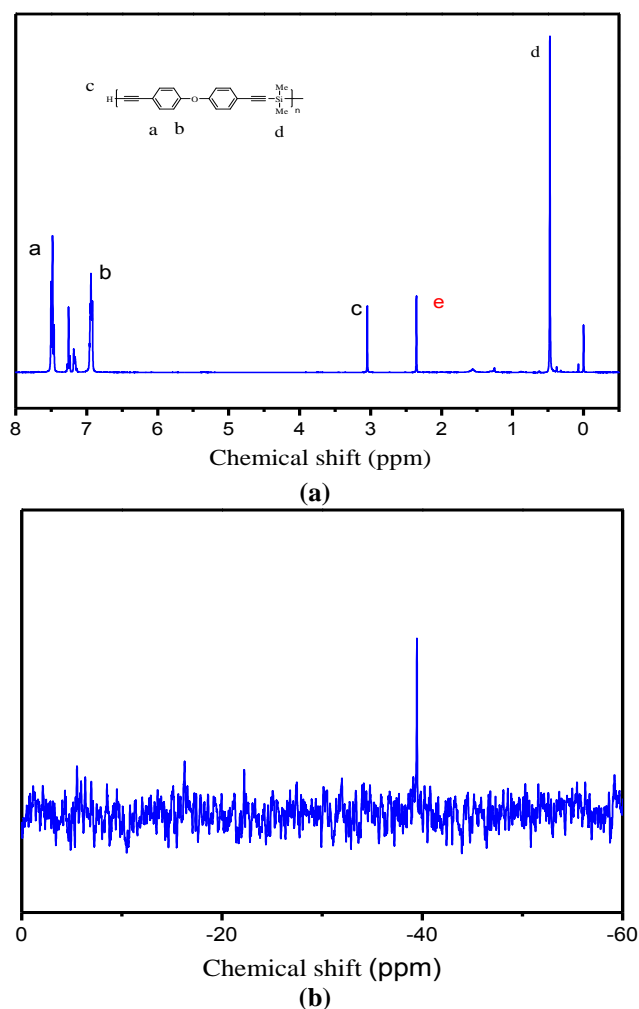 d
Me
c
H Si n
O
Me
a b d
a
b
c e
8 7 6 5 4 3 2 1 0
Chemical shift (ppm)
(a)
0 -20 -40 -60
Chemical shift (ppm)
(b)